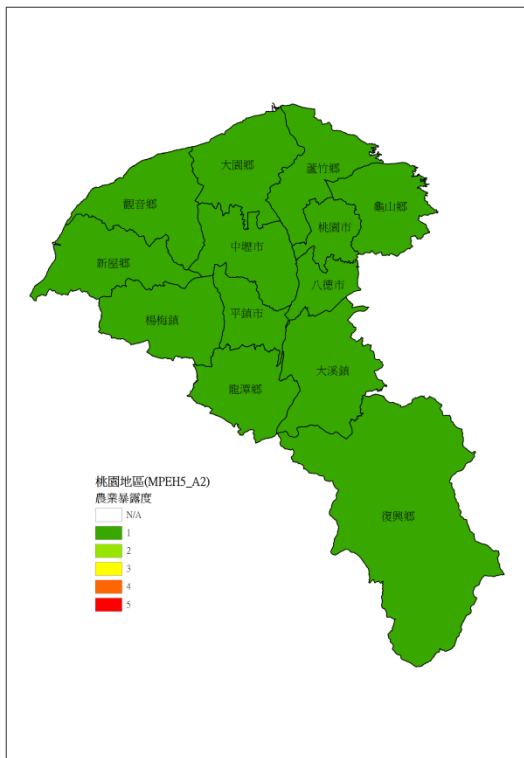 大園鄉
蘆竹鄉
龜山鄉
觀音鄉
桃園市
中壢市
新屋鄉
八德市
楊梅鎮
平鎮市
大溪鎮
龍潭鄉
復興鄉
桃園地區(MPEH5_A2)
農業暴露度
N/A
1
2
3
4
5